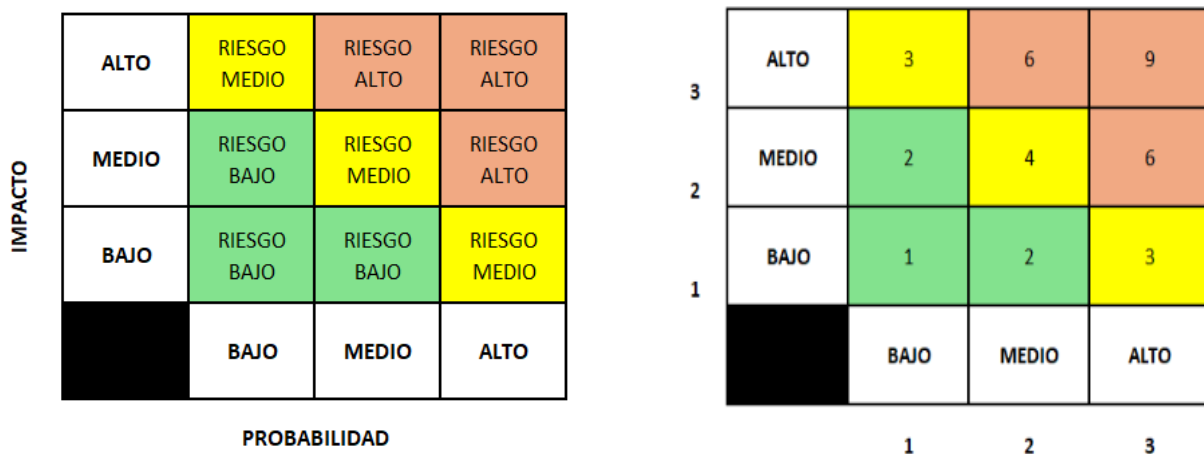 IMPACTO
ALTO
RIESGO
MEDIO
RIESGO
ALTO
RIESGO
ALTO
MEDIO
RIESGO
BAJO
RIESGO
MEDIO
RIESGO
ALTO
BAJO
RIESGO
BAJO
RIESGO
BAJO
RIESGO
MEDIO
BAJO MEDIO ALTO
PROBABILIDAD
3 ALTO 3 6 9
2 MEDIO 2 4 6
1 BAJO 1 2 3
BAJO MEDIO ALTO
1 2 3